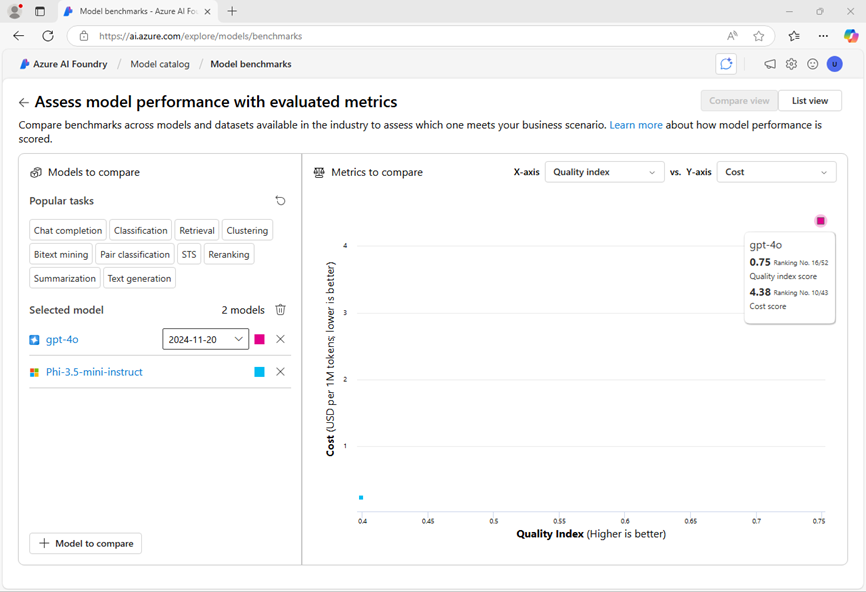 Model benchmarks - Azure AI Fo
https://ai.azure.com/explore/models/benchmarks
Azure AI Foundry / Model catalog / Model benchmarks
U
Assess model performance with evaluated metrics
Compare view
List view
Compare benchmarks across models and datasets available in the industry to assess which one meets your business scenario. Learn more about how model performance is
scored.
Models to compare
Popular tasks
Chat completion Classification Retrieval Clustering
Bitext mining Pair classification STS Reranking
Summarization Text generation
Selected model 2 models
gpt-4o 2024-11-20
Phi-3.5-mini-instruct
Model to compare
Metrics to compare
X-axis Quality index vs. Y-axis Cost
gpt-4o
0.75 Ranking No. 16/52
Quality index score
4.38 Ranking No. 10/43
Cost score
Cost (USD per 1M tokens; lower is better)
4
3
2
1
0.4 0.45 0.5 0.55 0.6 0.65 0.7 0.75
Quality Index (Higher is better)